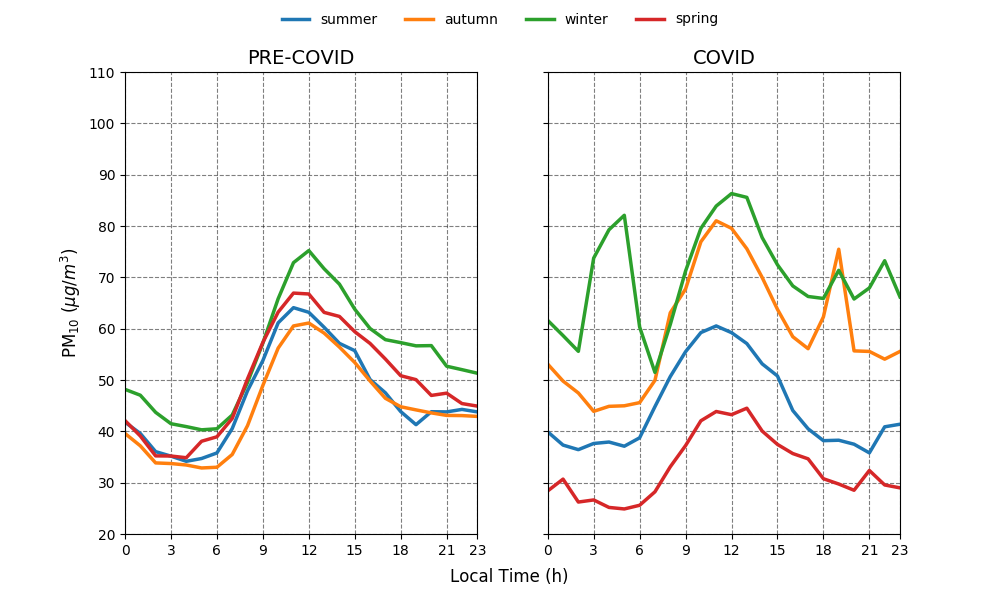 summer autumn winter spring
PRE-COVID COVID
110
100
90
80
70
60
50
40
30
20
PM₁₀ (μg/m³)
0 3 6 9 12 15 18 21 23 0 3 6 9 12 15 18 21 23
Local Time (h)